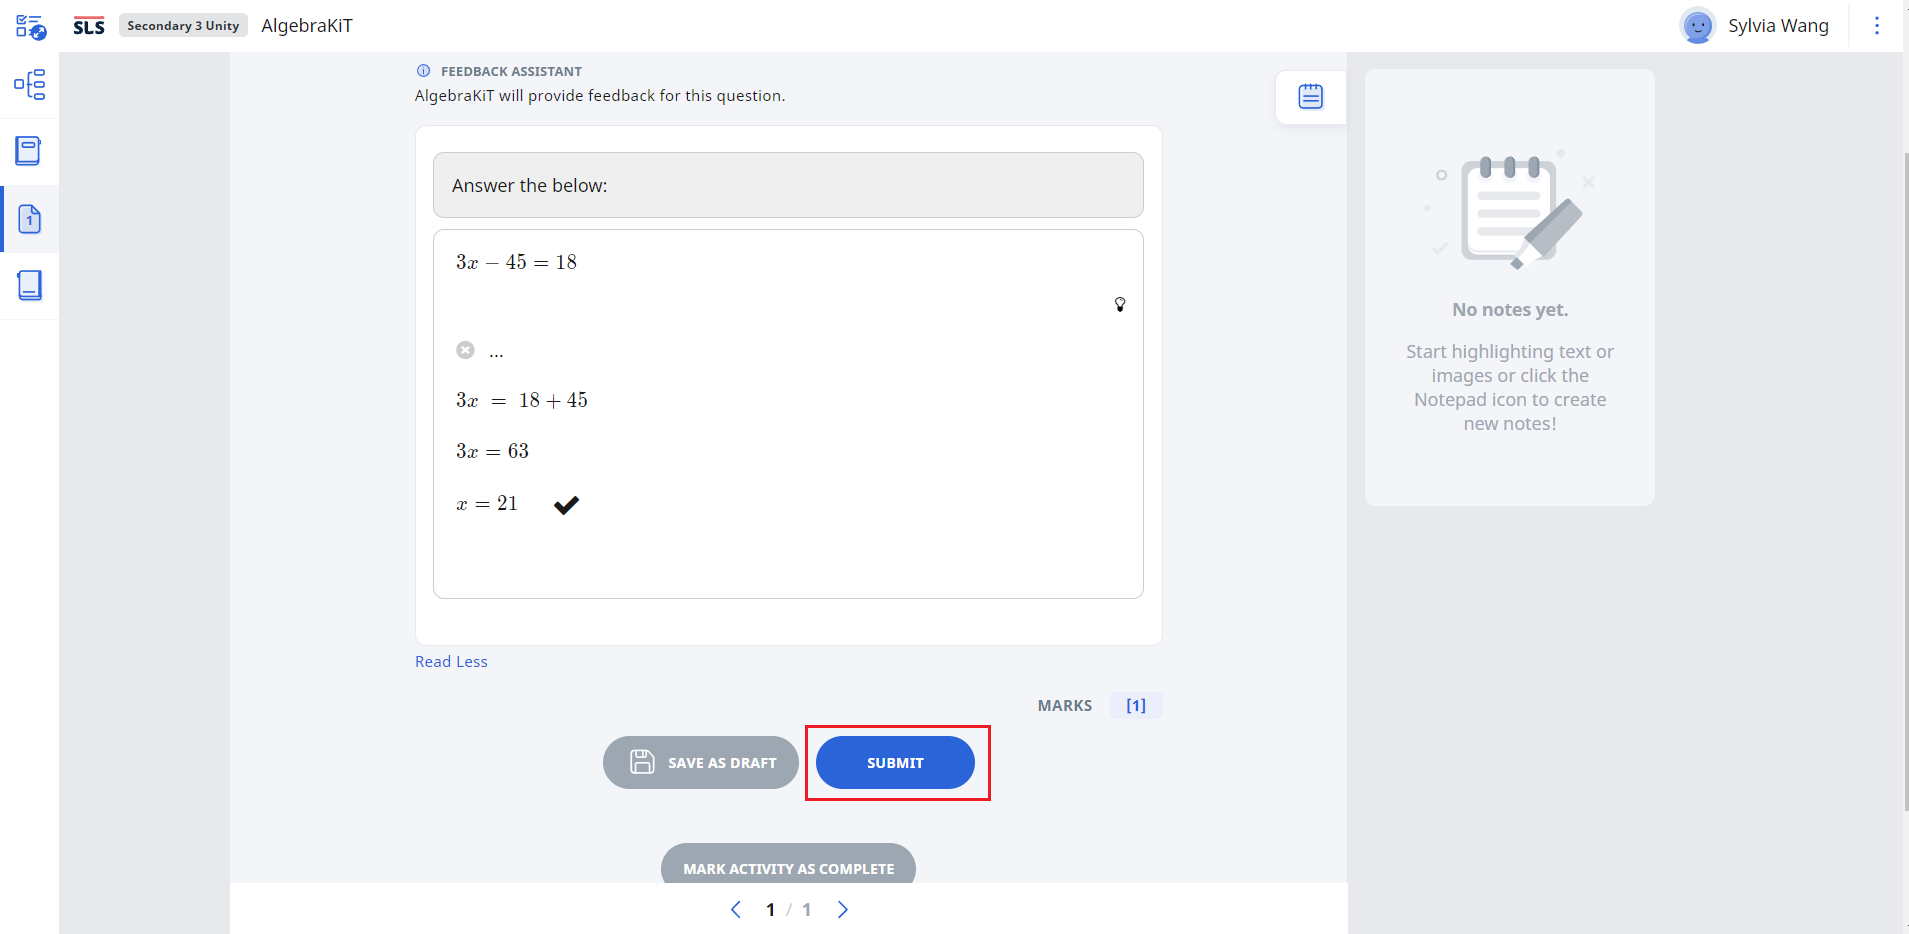 SLS Secondary 3 Unity AlgebraKiT Sylvia Wang
FEEDBACK ASSISTANT
AlgebraKiT will provide feedback for this question.
1
Answer the below:
3x − 45 = 18
...
3x = 18 + 45
3x = 63
x = 21
Read Less
MARKS [1]
SAVE AS DRAFT SUBMIT
MARK ACTIVITY AS COMPLETE
1 / 1
No notes yet.
Start highlighting text or
images or click the
Notepad icon to create
new notes!